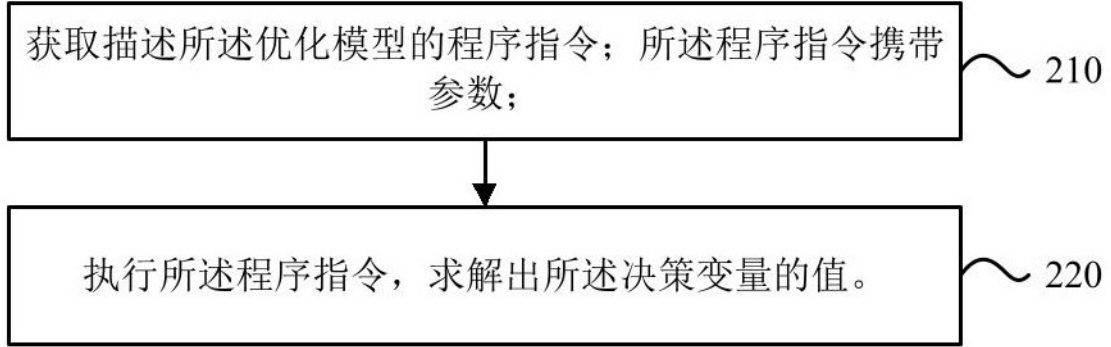 获取描述所述优化模型的程序指令；所述程序指令携带
参数；
210
执行所述程序指令，求解出所述决策变量的值。
220